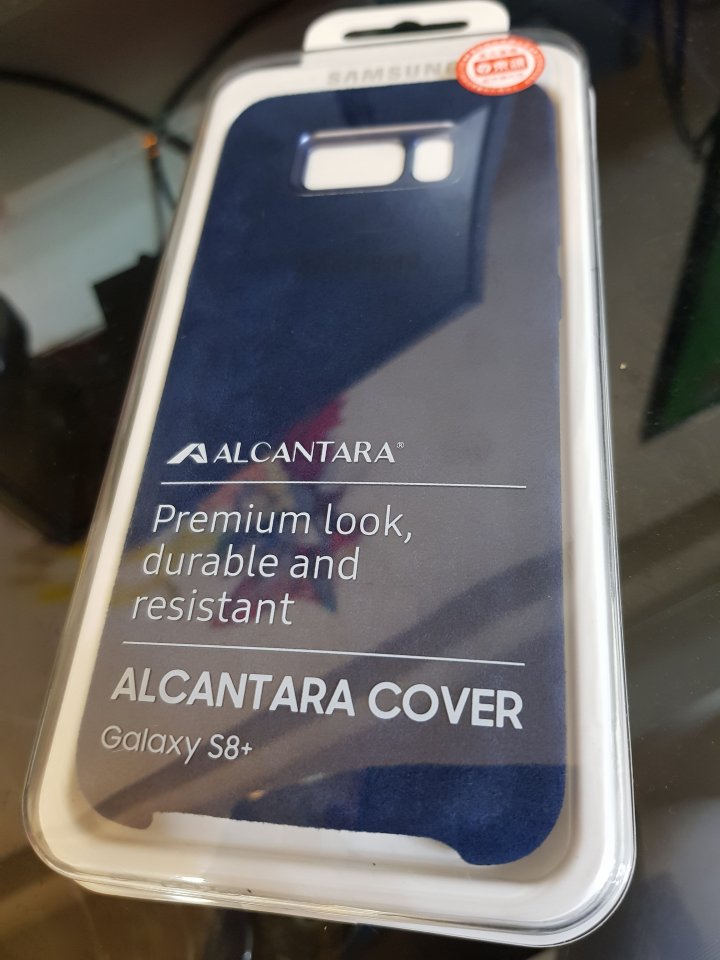 SAMSUNG
ALCANTARA®
Premium look,
durable and
resistant
ALCANTARA COVER
Galaxy S8+